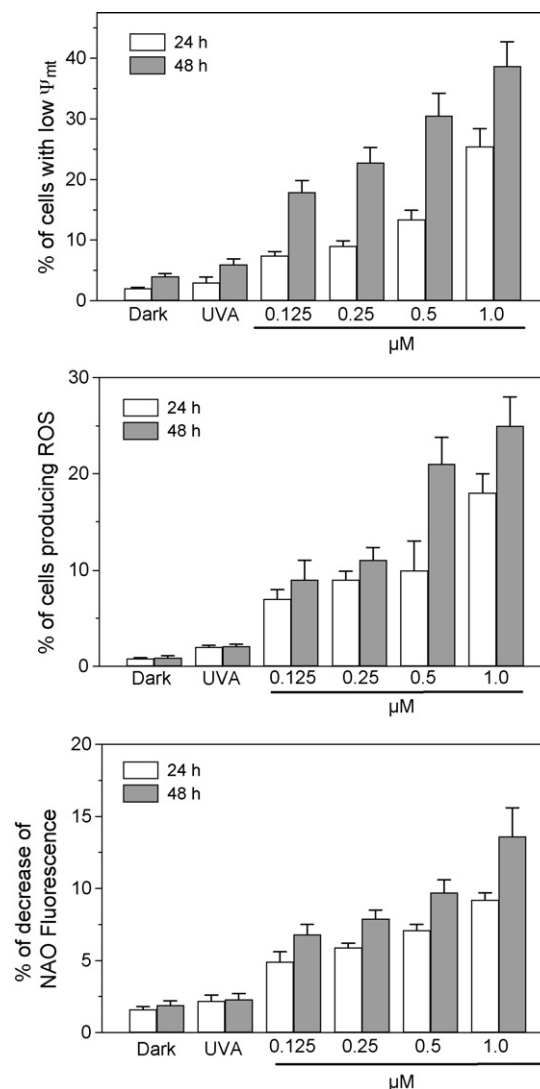 % of cells with low Ψmt
40
30
20
10
0
24 h
48 h
Dark UVA 0.125 0.25 0.5 1.0
µM
% of cells producing ROS
30
20
10
0
24 h
48 h
Dark UVA 0.125 0.25 0.5 1.0
µM
% of decrease of
NAO Fluorescence
20
15
10
5
0
24 h
48 h
Dark UVA 0.125 0.25 0.5 1.0
µM